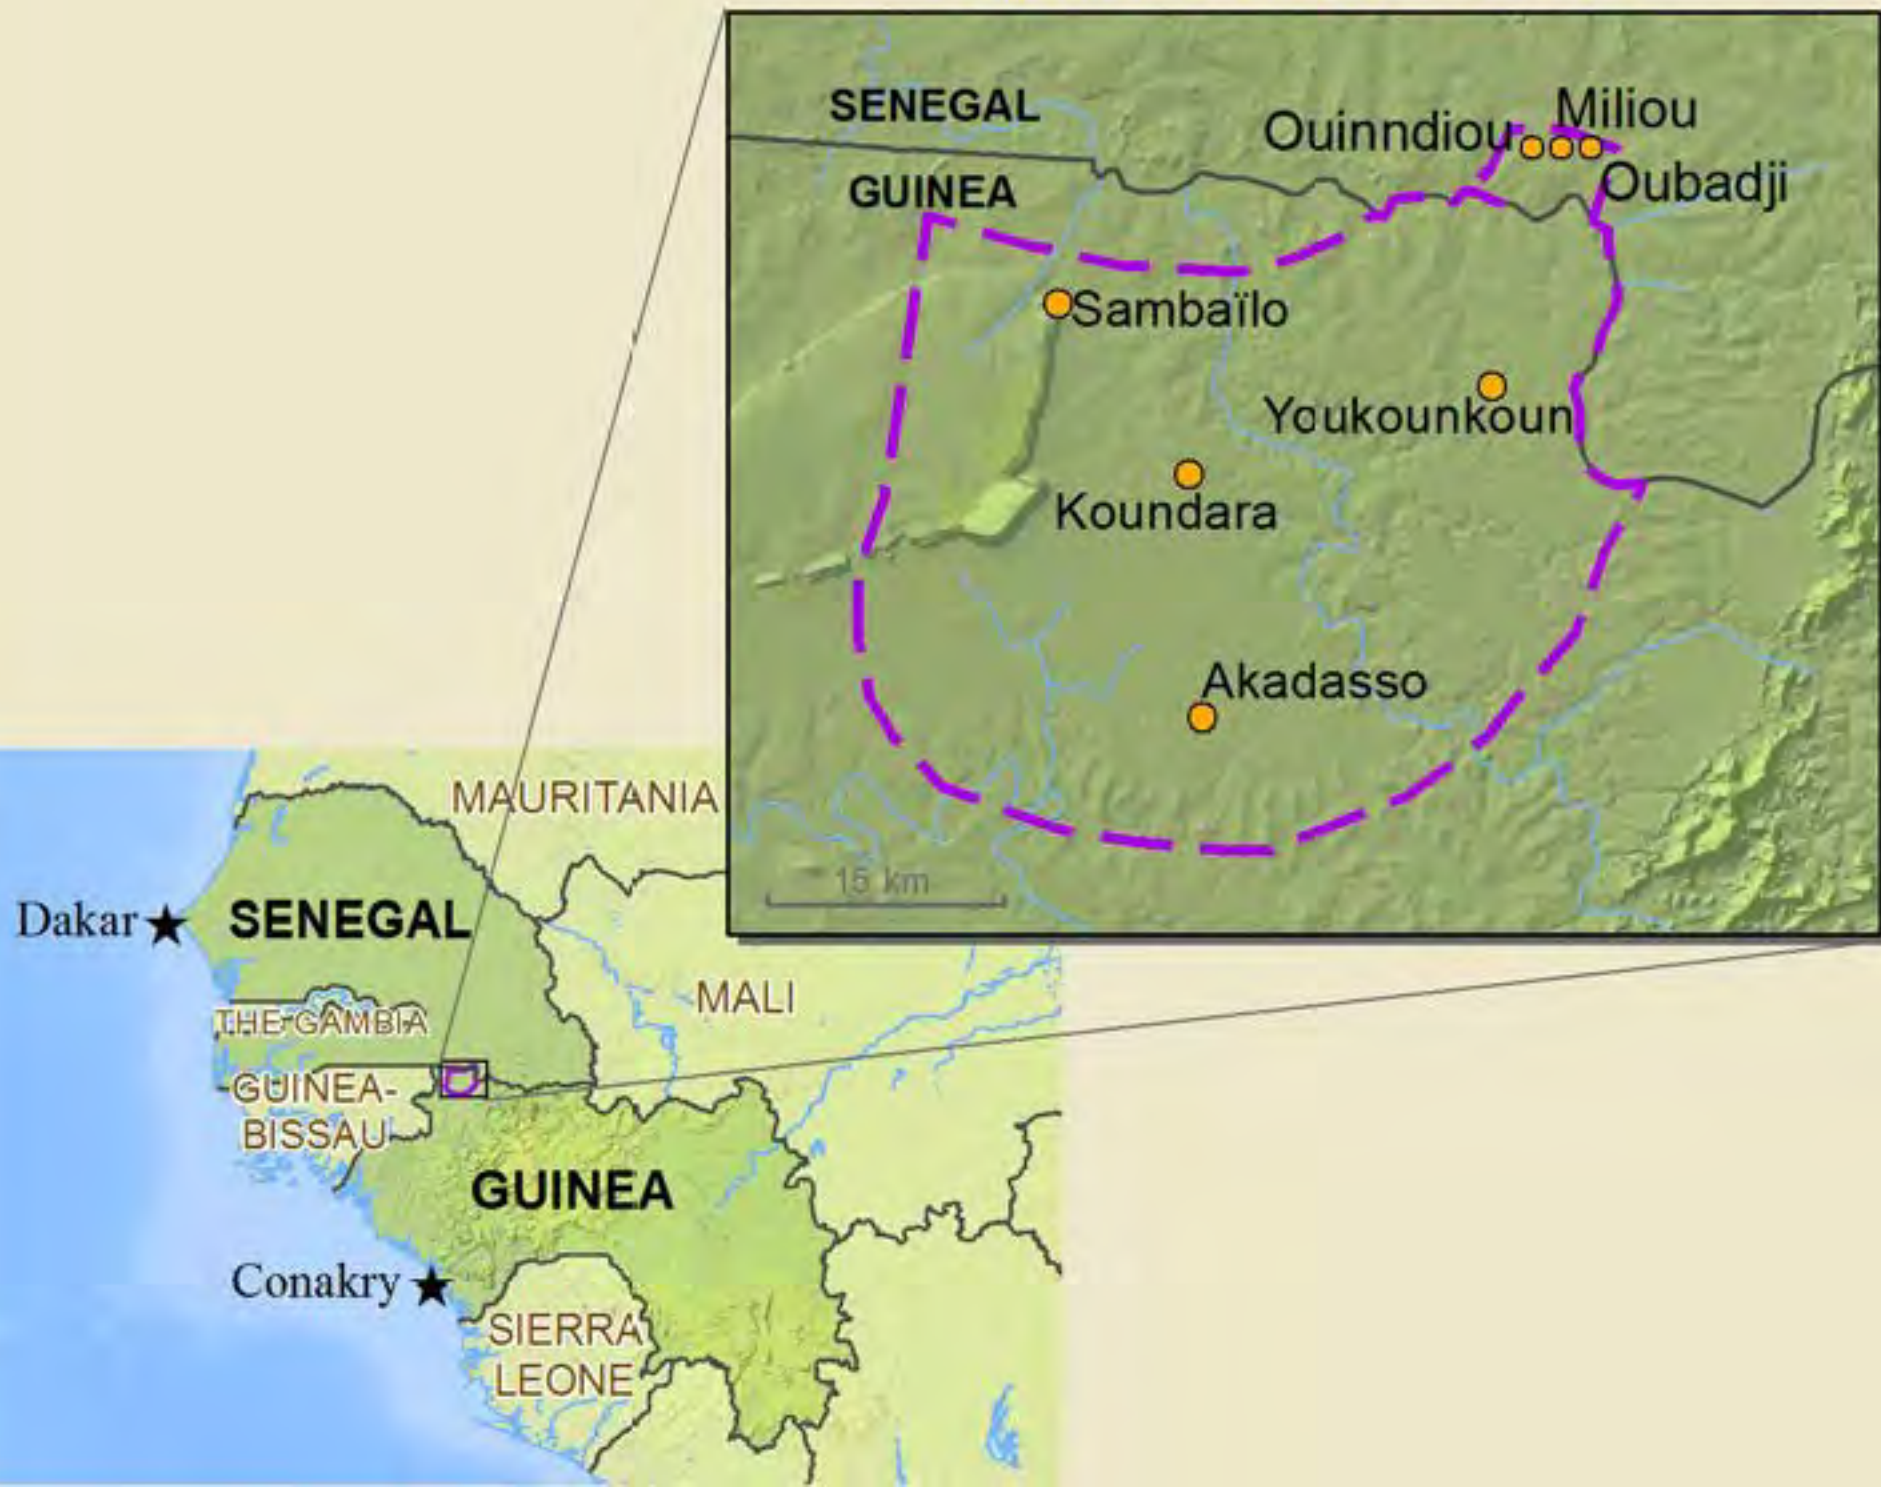 SENEGAL
Miliou
Ouinndiou
Oubadji
GUINEA
Sambaïlo
Youkounkoun
Koundara
Akadasso
15 km
MAURITANIA
Dakar
SENEGAL
MALI
THE GAMBIA
GUINEA-
BISSAU
GUINEA
Conakry
SIERRA
LEONE